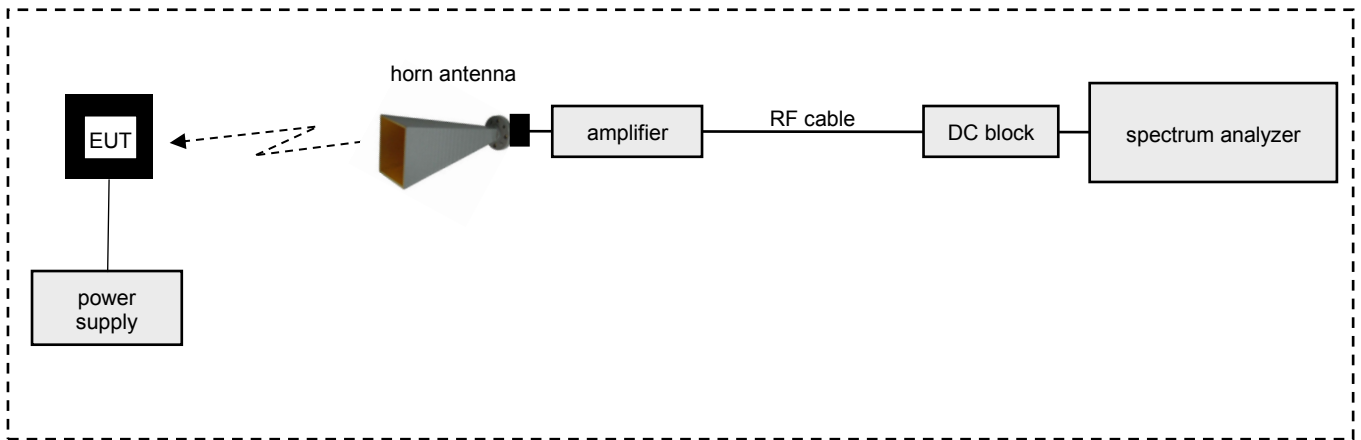 horn antenna
EUT
amplifier
RF cable
DC block
spectrum analyzer
power
supply